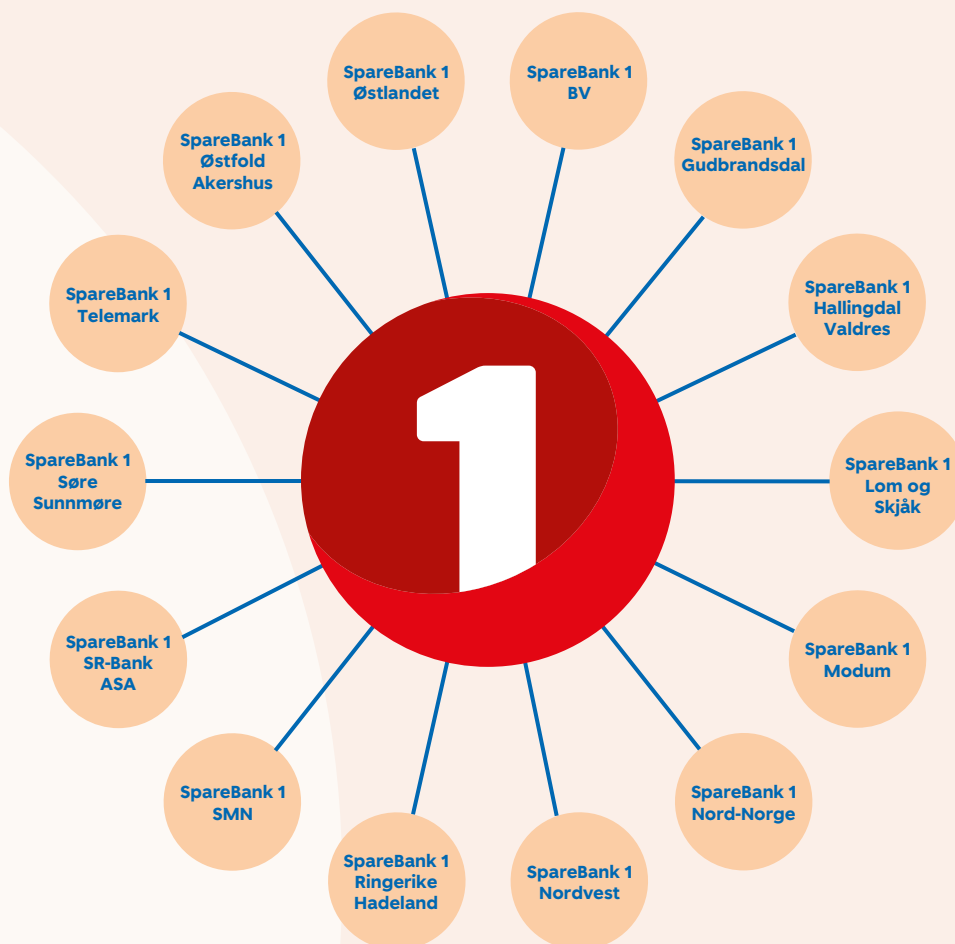 SpareBank 1
Østlandet
SpareBank 1
BV
SpareBank 1
Gudbrandsdal
SpareBank 1
Hallingdal
Valdres
SpareBank 1
Lom og
Skjåk
SpareBank 1
Modum
SpareBank 1
Nord-Norge
SpareBank 1
Nordvest
SpareBank 1
Ringerike
Hadeland
SpareBank 1
SMN
SpareBank 1
SR-Bank
ASA
SpareBank 1
Søre
Sunnmøre
SpareBank 1
Telemark
SpareBank 1
Østfold
Akershus
1